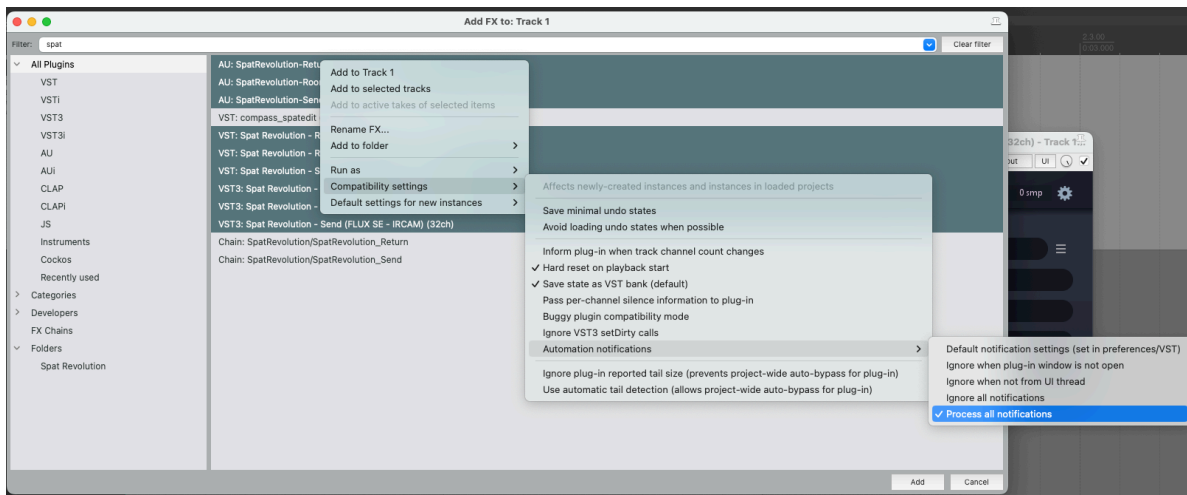 Add FX to: Track 1
Filter:
spat
Clear filter
All Plugins
VST
VSTi
VST3
VST3i
AU
AUi
CLAP
CLAPi
JS
Instruments
Cockos
Recently used
Categories
Developers
FX Chains
Folders
Spat Revolution
AU: SpatRevolution-Retu
AU: SpatRevolution-Roo
AU: SpatRevolution-Sen
VST: compass_spatedit
VST: Spat Revolution - R
VST: Spat Revolution - R
VST: Spat Revolution - S
VST3: Spat Revolution -
VST3: Spat Revolution -
VST3: Spat Revolution - Send (FLUX SE - IRCAM) (32ch)
Chain: SpatRevolution/SpatRevolution_Return
Chain: SpatRevolution/SpatRevolution_Send
Add to Track 1
Add to selected tracks
Add to active takes of selected items
Rename FX...
Add to folder
Run as
Compatibility settings
Default settings for new instances
Affects newly-created instances and instances in loaded projects
Save minimal undo states
Avoid loading undo states when possible
Inform plug-in when track channel count changes
✓ Hard reset on playback start
✓ Save state as VST bank (default)
Pass per-channel silence information to plug-in
Buggy plugin compatibility mode
Ignore VST3 setDirty calls
Automation notifications
Ignore plug-in reported tail size (prevents project-wide auto-bypass for plug-in)
Use automatic tail detection (allows project-wide auto-bypass for plug-in)
Default notification settings (set in preferences/VST)
Ignore when plug-in window is not open
Ignore when not from UI thread
Ignore all notifications
✓ Process all notifications
Add
Cancel
2.3.00
0:03.000
32ch) - Track 1...
out
UI
0 smp